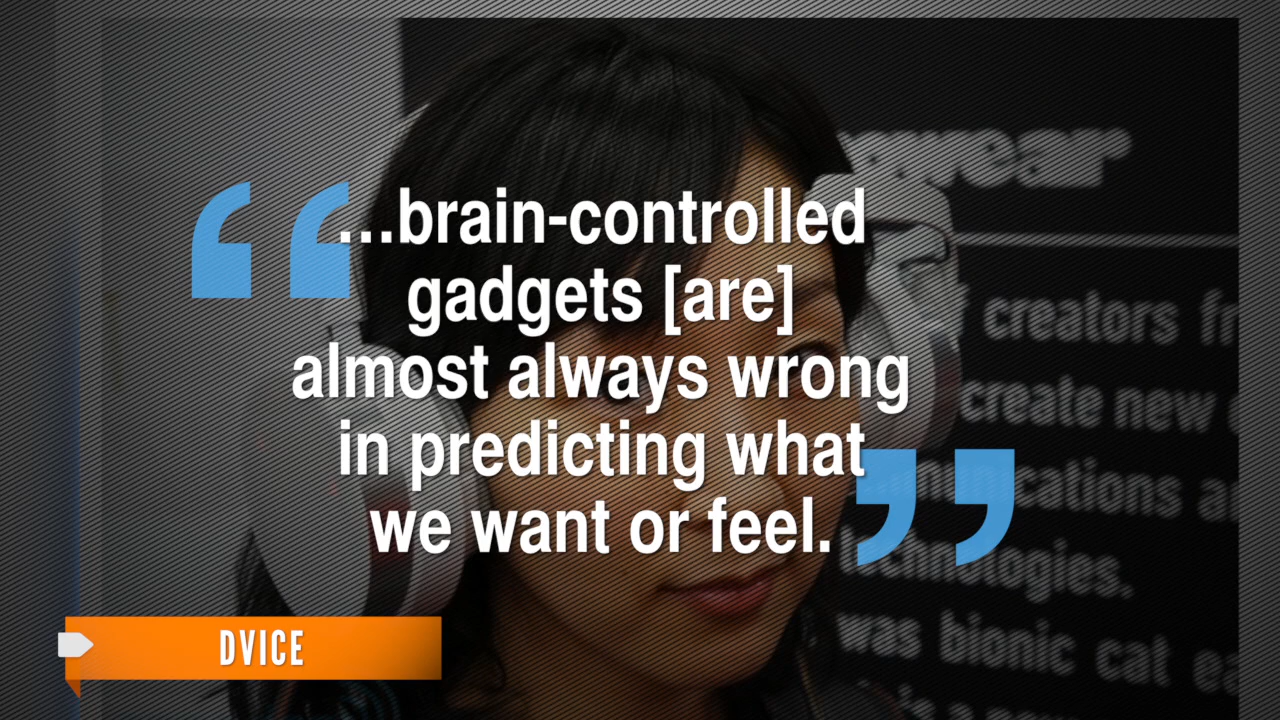 “…brain-controlled
gadgets [are]
almost always wrong
in predicting what
we want or feel.”
DVICE
creators
create new
technologies.
was bionic cat